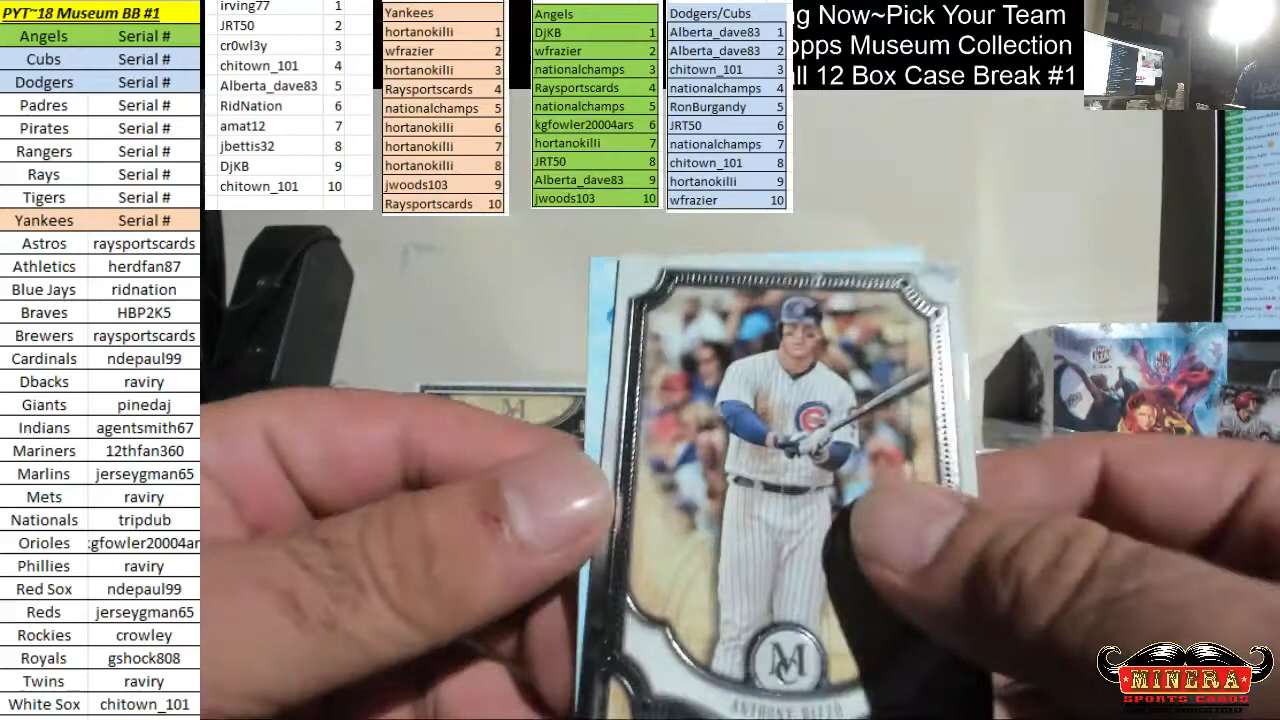 PYT~18 Museum BB #1
Angels Serial #
Cubs Serial #
Dodgers Serial #
Padres Serial #
Pirates Serial #
Rangers Serial #
Rays Serial #
Tigers Serial #
Yankees Serial #
Astros raysportscards
Athletics herdfan87
Blue Jays ridnation
Braves HBP2K5
Brewers raysportscards
Cardinals ndepaul99
Dbacks raviry
Giants pinedaj
Indians agentsmith67
Mariners 12thfan360
Marlins jerseygman65
Mets raviry
Nationals tripdub
Orioles kgfowler20004ar
Phillies raviry
Red Sox ndepaul99
Reds jerseygman65
Rockies crowley
Royals gshock808
Twins raviry
White Sox chitown_101
irving77 1
JRT50 2
cr0wl3y 3
chitown_101 4
Alberta_dave83 5
RidNation 6
amat12 7
jbettis32 8
DjKB 9
chitown_101 10
Yankees
hortanokilli 1
wfrazier 2
hortanokilli 3
Raysportscards 4
nationalchamps 5
hortanokilli 6
hortanokilli 7
hortanokilli 8
jwoods103 9
Raysportscards 10
Angels
DjKB 1
wfrazier 2
nationalchamps 3
Raysportscards 4
nationalchamps 5
kgfowler20004ars 6
hortanokilli 7
JRT50 8
Alberta_dave83 9
jwoods103 10
Dodgers/Cubs
Alberta_dave83 1
Alberta_dave83 2
chitown_101 3
nationalchamps 4
RonBurgandy 5
JRT50 6
nationalchamps 7
chitown_101 8
hortanokilli 9
wfrazier 10
g Now~Pick Your Team
opps Museum Collection
ll 12 Box Case Break #1
C
MC
ANTHONY RIZZO
MINERA
SPORTS CARDS